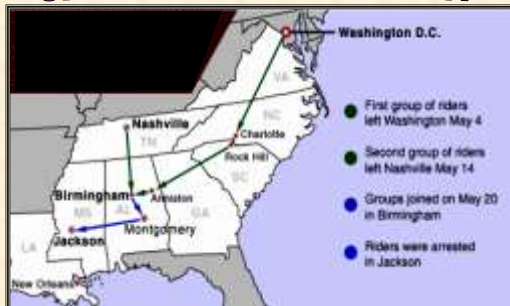 Washington D.C.
VA
Nashville
NC
TN
Charlotte
Rock Hill
SC
Birmingham
Anniston
MS
AL
GA
Montgomery
Jackson
LA
New Orleans
First group of riders
left Washington May 4
Second group of riders
left Nashville May 14
Groups joined on May 20
in Birmingham
Riders were arrested
in Jackson